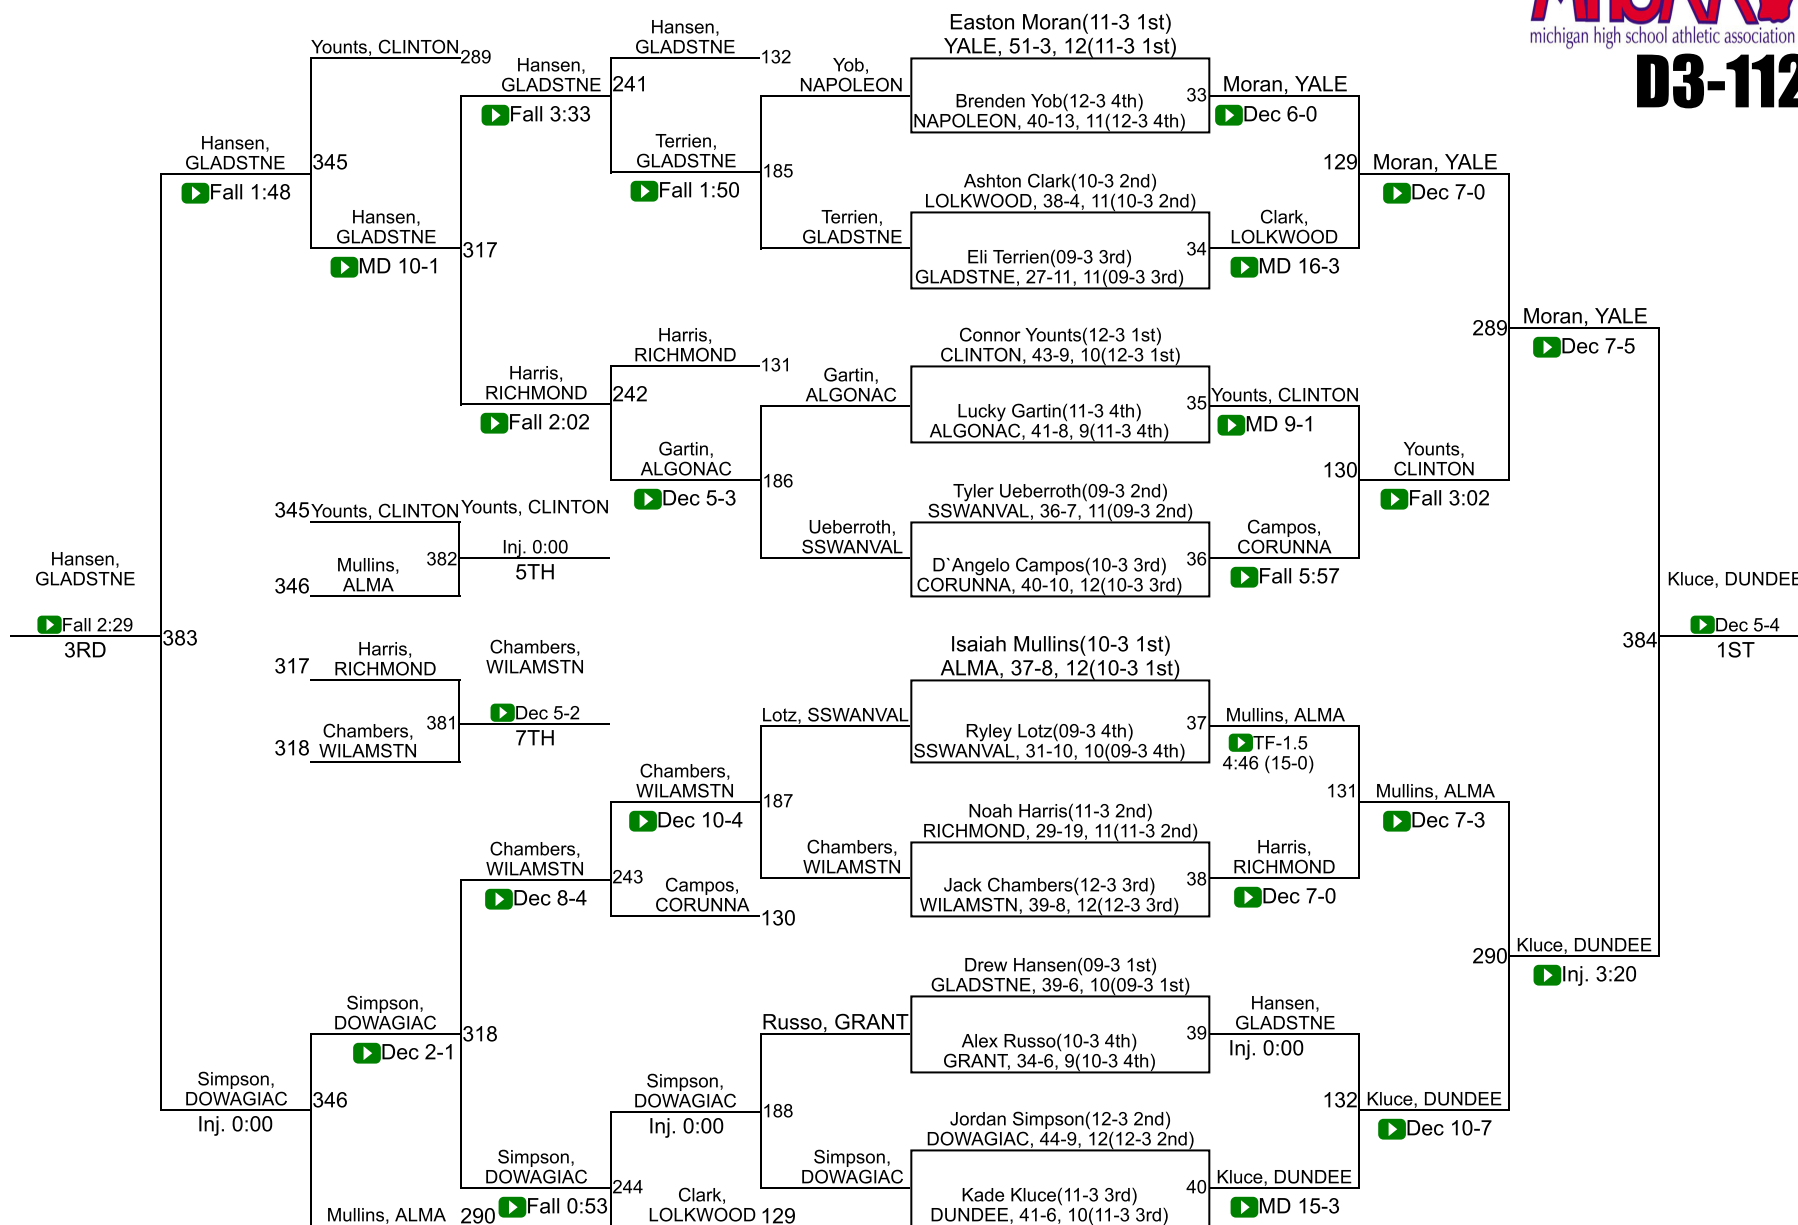 MHSAA
michigan high school athletic association
D3-112
Hansen,
GLADSTNE
Fall 2:29
3RD
383
Hansen,
GLADSTNE
Fall 1:48
Simpson,
DOWAGIAC
Inj. 0:00
Younts, CLINTON
289
345
Hansen,
GLADSTNE
MD 10-1
317
345
Younts, CLINTON
Mullins,
ALMA
346
382
Younts, CLINTON
Inj. 0:00
5TH
317
Harris,
RICHMOND
318
Chambers,
WILAMSTN
381
Chambers,
WILAMSTN
Dec 5-2
7TH
Simpson,
DOWAGIAC
Dec 2-1
318
346
Mullins, ALMA
290
Hansen,
GLADSTNE
Fall 3:33
241
Harris,
RICHMOND
Fall 2:02
242
Chambers,
WILAMSTN
Dec 8-4
243
Simpson,
DOWAGIAC
Fall 0:53
244
Hansen,
GLADSTNE
132
Terrien,
GLADSTNE
Fall 1:50
185
Harris,
RICHMOND
131
Gartin,
ALGONAC
Dec 5-3
186
Chambers,
WILAMSTN
Dec 10-4
187
Campos,
CORUNNA
130
Simpson,
DOWAGIAC
Inj. 0:00
188
Clark,
LOLKWOOD
129
Yob,
NAPOLEON
Terrien,
GLADSTNE
Gartin,
ALGONAC
Ueberroth,
SSWANVAL
Lotz, SSWANVAL
Chambers,
WILAMSTN
Russo, GRANT
Simpson,
DOWAGIAC
Easton Moran(11-3 1st)
YALE, 51-3, 12(11-3 1st)
Brenden Yob(12-3 4th)
NAPOLEON, 40-13, 11(12-3 4th)
33
Ashton Clark(10-3 2nd)
LOLKWOOD, 38-4, 11(10-3 2nd)
Eli Terrien(09-3 3rd)
GLADSTNE, 27-11, 11(09-3 3rd)
34
Connor Younts(12-3 1st)
CLINTON, 43-9, 10(12-3 1st)
Lucky Gartin(11-3 4th)
ALGONAC, 41-8, 9(11-3 4th)
35
Tyler Ueberroth(09-3 2nd)
SSWANVAL, 36-7, 11(09-3 2nd)
D`Angelo Campos(10-3 3rd)
CORUNNA, 40-10, 12(10-3 3rd)
36
Isaiah Mullins(10-3 1st)
ALMA, 37-8, 12(10-3 1st)
Ryley Lotz(09-3 4th)
SSWANVAL, 31-10, 10(09-3 4th)
37
Noah Harris(11-3 2nd)
RICHMOND, 29-19, 11(11-3 2nd)
Jack Chambers(12-3 3rd)
WILAMSTN, 39-8, 12(12-3 3rd)
38
Drew Hansen(09-3 1st)
GLADSTNE, 39-6, 10(09-3 1st)
Alex Russo(10-3 4th)
GRANT, 34-6, 9(10-3 4th)
39
Jordan Simpson(12-3 2nd)
DOWAGIAC, 44-9, 12(12-3 2nd)
Kade Kluce(11-3 3rd)
DUNDEE, 41-6, 10(11-3 3rd)
40
Moran, YALE
Dec 6-0
129
Clark,
LOLKWOOD
MD 16-3
Younts, CLINTON
MD 9-1
130
Campos,
CORUNNA
Fall 5:57
Mullins, ALMA
TF-1.5
4:46 (15-0)
131
Harris,
RICHMOND
Dec 7-0
Hansen,
GLADSTNE
Inj. 0:00
132
Kluce, DUNDEE
MD 15-3
Moran, YALE
Dec 7-0
289
Younts,
CLINTON
Fall 3:02
Mullins, ALMA
Dec 7-3
290
Kluce, DUNDEE
Dec 10-7
Moran, YALE
Dec 7-5
384
Kluce, DUNDEE
Inj. 3:20
Kluce, DUNDEE
Dec 5-4
1ST